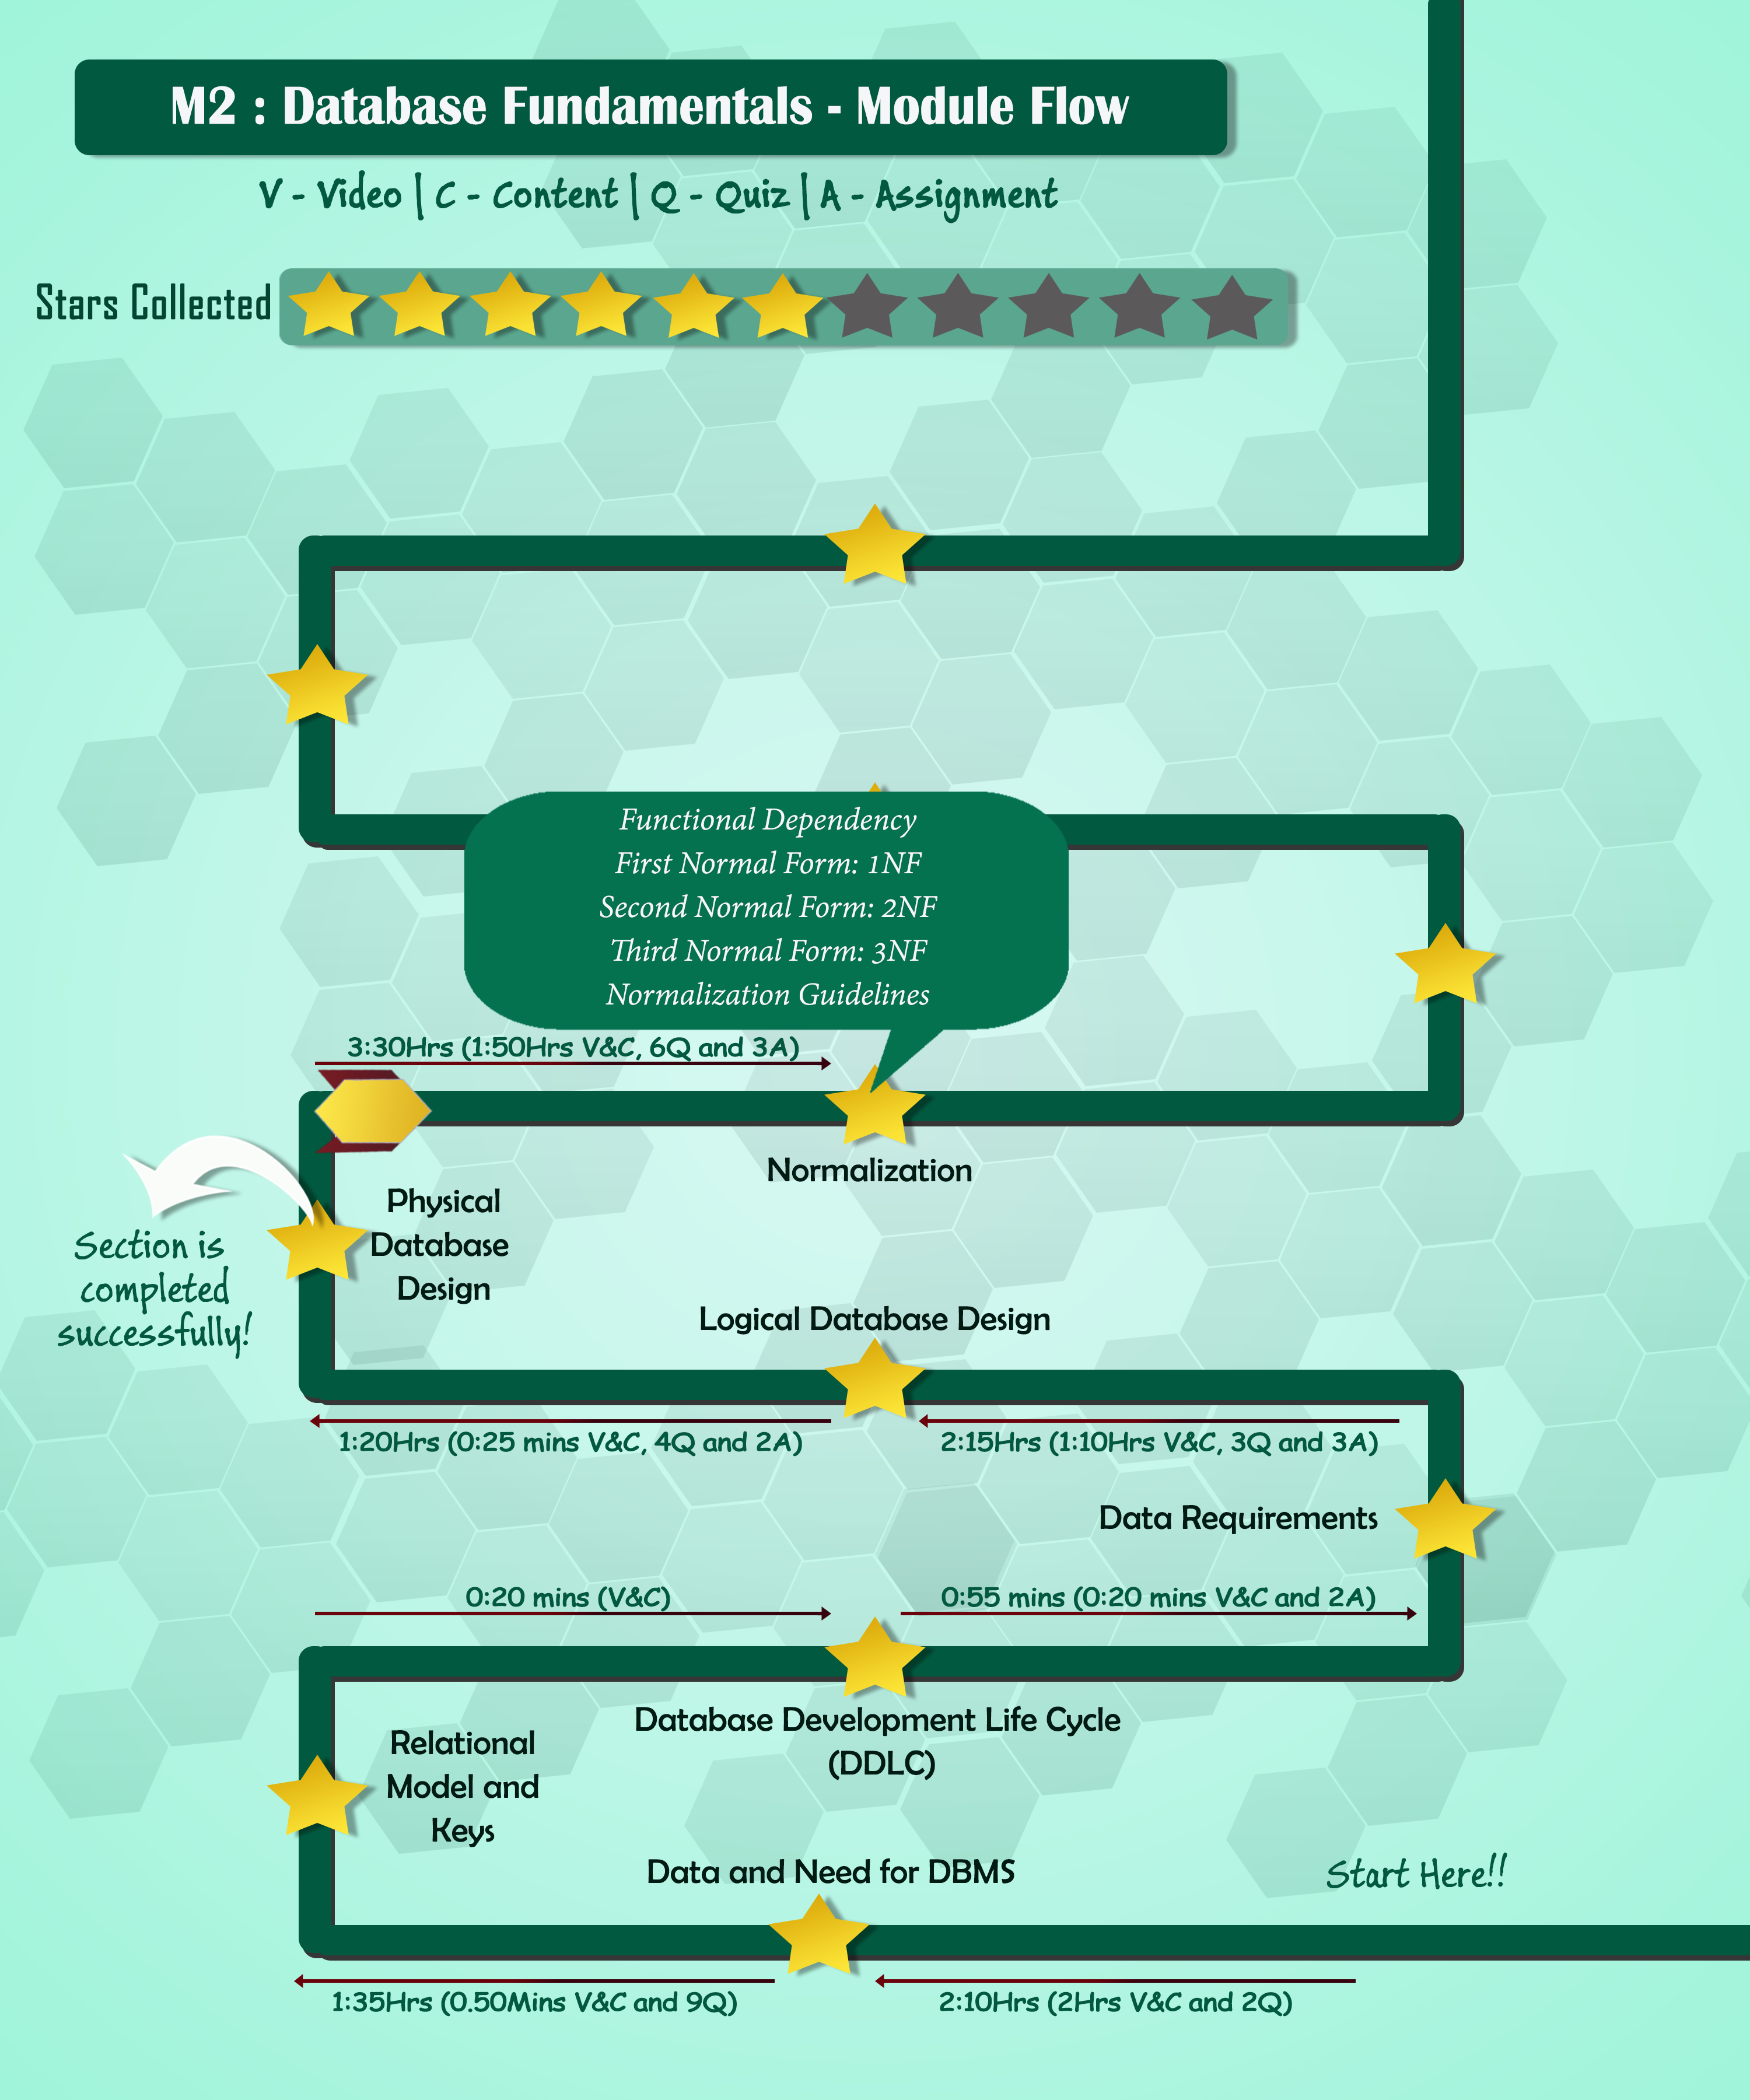 M2 : Database Fundamentals - Module Flow
V - Video | C - Content | Q - Quiz | A - Assignment
Stars Collected
Functional Dependency
First Normal Form: 1NF
Second Normal Form: 2NF
Third Normal Form: 3NF
Normalization Guidelines
3:30Hrs (1:50Hrs V&C, 6Q and 3A)
Normalization
Physical
Database
Design
Section is
completed
successfully!
Logical Database Design
1:20Hrs (0:25 mins V&C, 4Q and 2A)
2:15Hrs (1:10Hrs V&C, 3Q and 3A)
Data Requirements
0:20 mins (V&C)
0:55 mins (0:20 mins V&C and 2A)
Database Development Life Cycle
(DDLC)
Relational
Model and
Keys
Data and Need for DBMS
Start Here!!
1:35Hrs (0.50Mins V&C and 9Q)
2:10Hrs (2Hrs V&C and 2Q)